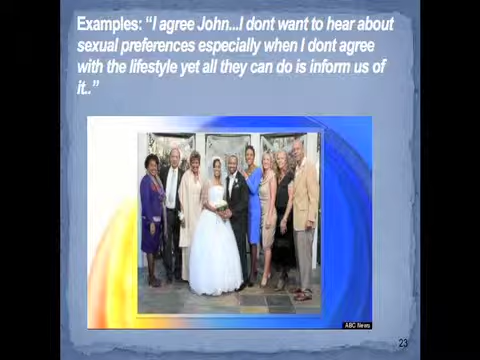 Examples: “I agree John...I dont want to hear about
sexual preferences especially when I dont agree
with the lifestyle yet all they can do is inform us of
it..”
ABC News
23